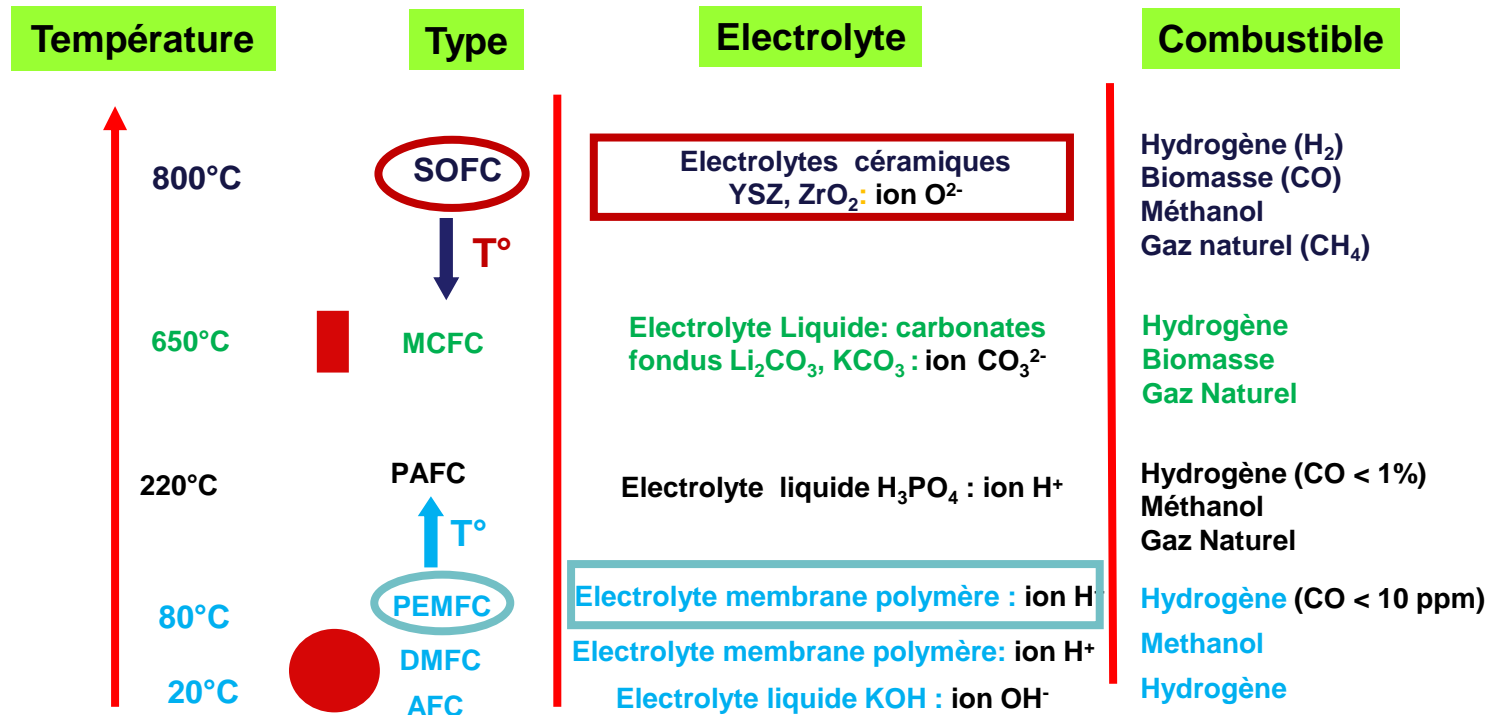 Température Type Electrolyte Combustible
800°C
SOFC
Electrolytes céramiques
YSZ, ZrO₂: ion O²⁻
Hydrogène (H₂)
Biomasse (CO)
Méthanol
Gaz naturel (CH₄)
T°
650°C
MCFC
Electrolyte Liquide: carbonates
fondus Li₂CO₃, KCO₃ : ion CO₃²⁻
Hydrogène
Biomasse
Gaz Naturel
220°C
PAFC
Electrolyte liquide H₃PO₄ : ion H⁺
Hydrogène (CO < 1%)
Méthanol
Gaz Naturel
T°
80°C
PEMFC
Electrolyte membrane polymère : ion H⁺
Hydrogène (CO < 10 ppm)
DMFC
Electrolyte membrane polymère: ion H⁺
Methanol
20°C
AFC
Electrolyte liquide KOH : ion OH⁻
Hydrogène